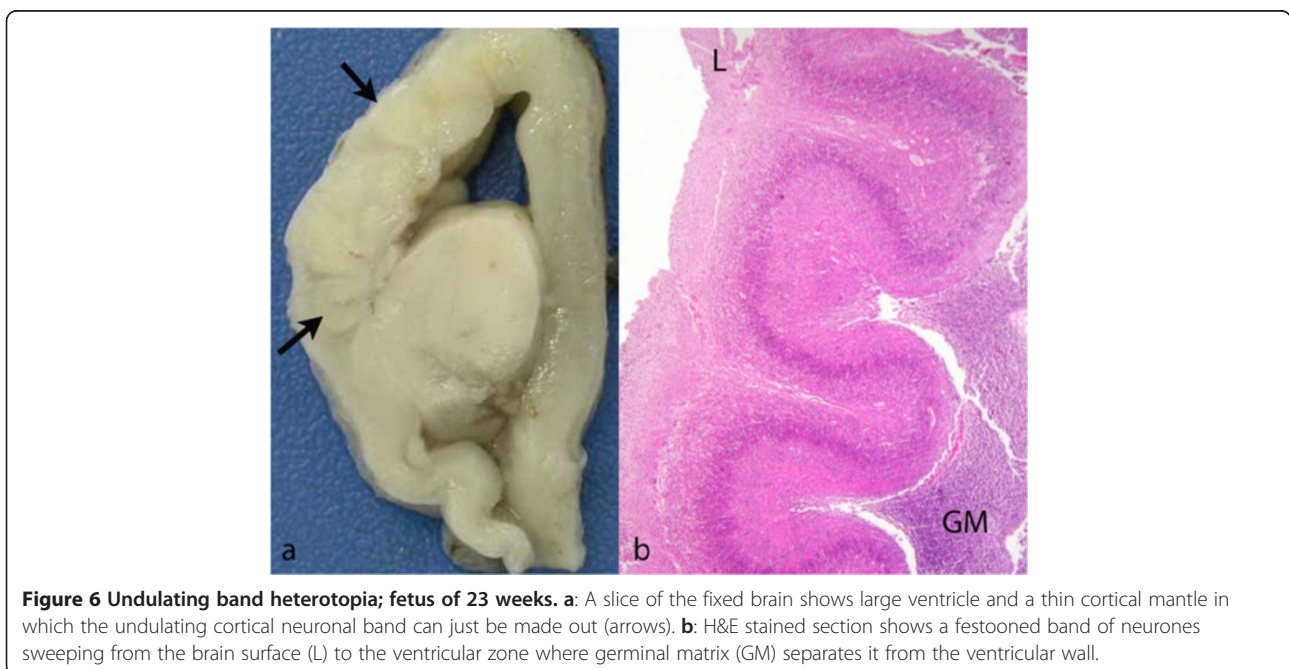 L
GM
a
b
Figure 6 Undulating band heterotopia; fetus of 23 weeks. a: A slice of the fixed brain shows large ventricle and a thin cortical mantle in
which the undulating cortical neuronal band can just be made out (arrows). b: H&E stained section shows a festooned band of neurones
sweeping from the brain surface (L) to the ventricular zone where germinal matrix (GM) separates it from the ventricular wall.